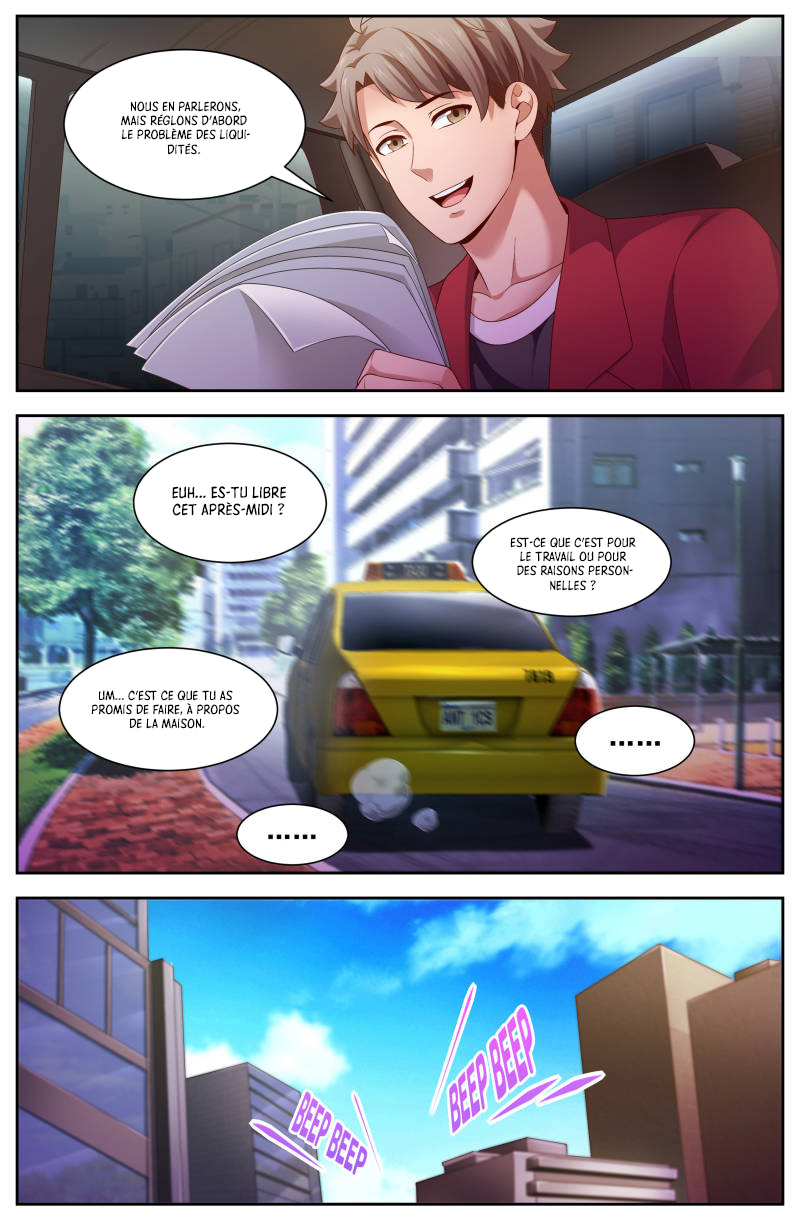 NOUS EN PARLERONS,
MAIS RÉGLONS D'ABORD
LE PROBLÈME DES LIQUI-
DITÉS.
EUH... ES-TU LIBRE
CET APRÈS-MIDI ?
EST-CE QUE C'EST POUR
LE TRAVAIL OU POUR
DES RAISONS PERSON-
NELLES ?
TAXI
UM... C'EST CE QUE TU AS
PROMIS DE FAIRE, À PROPOS
DE LA MAISON.
......
......
BEEP BEEP
BEEP BEEP